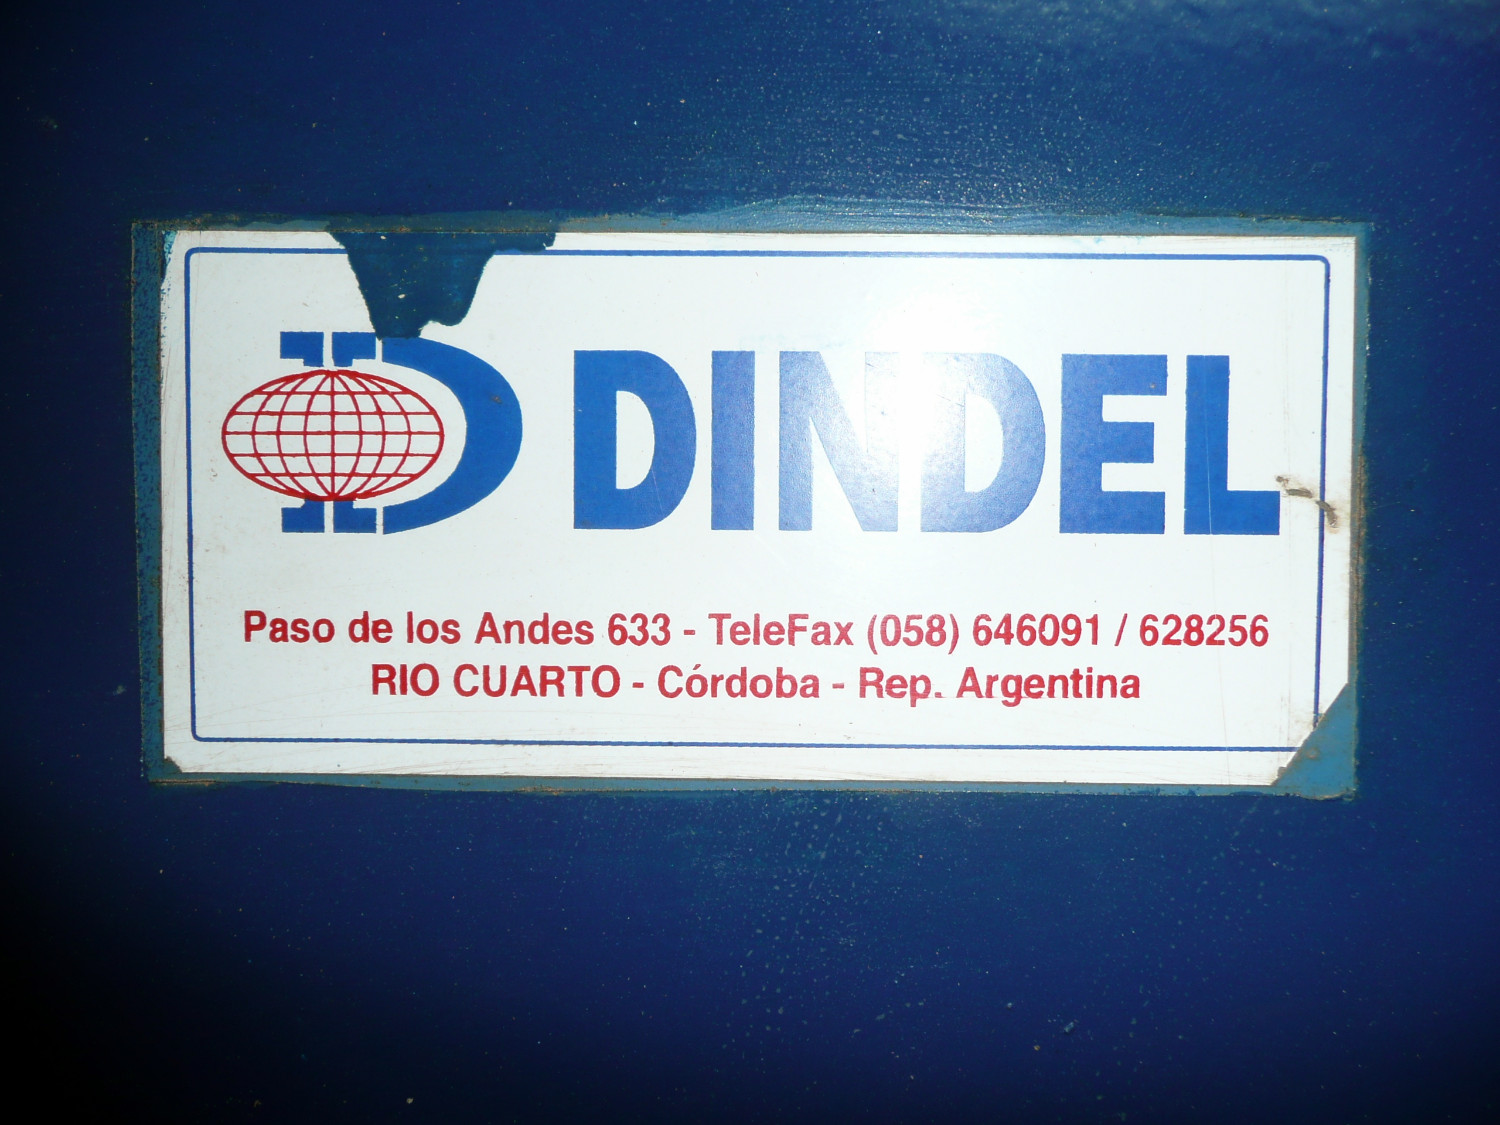 DINDEL
Paso de los Andes 633 - TeleFax (058) 646091 / 628256
RIO CUARTO - Córdoba - Rep. Argentina